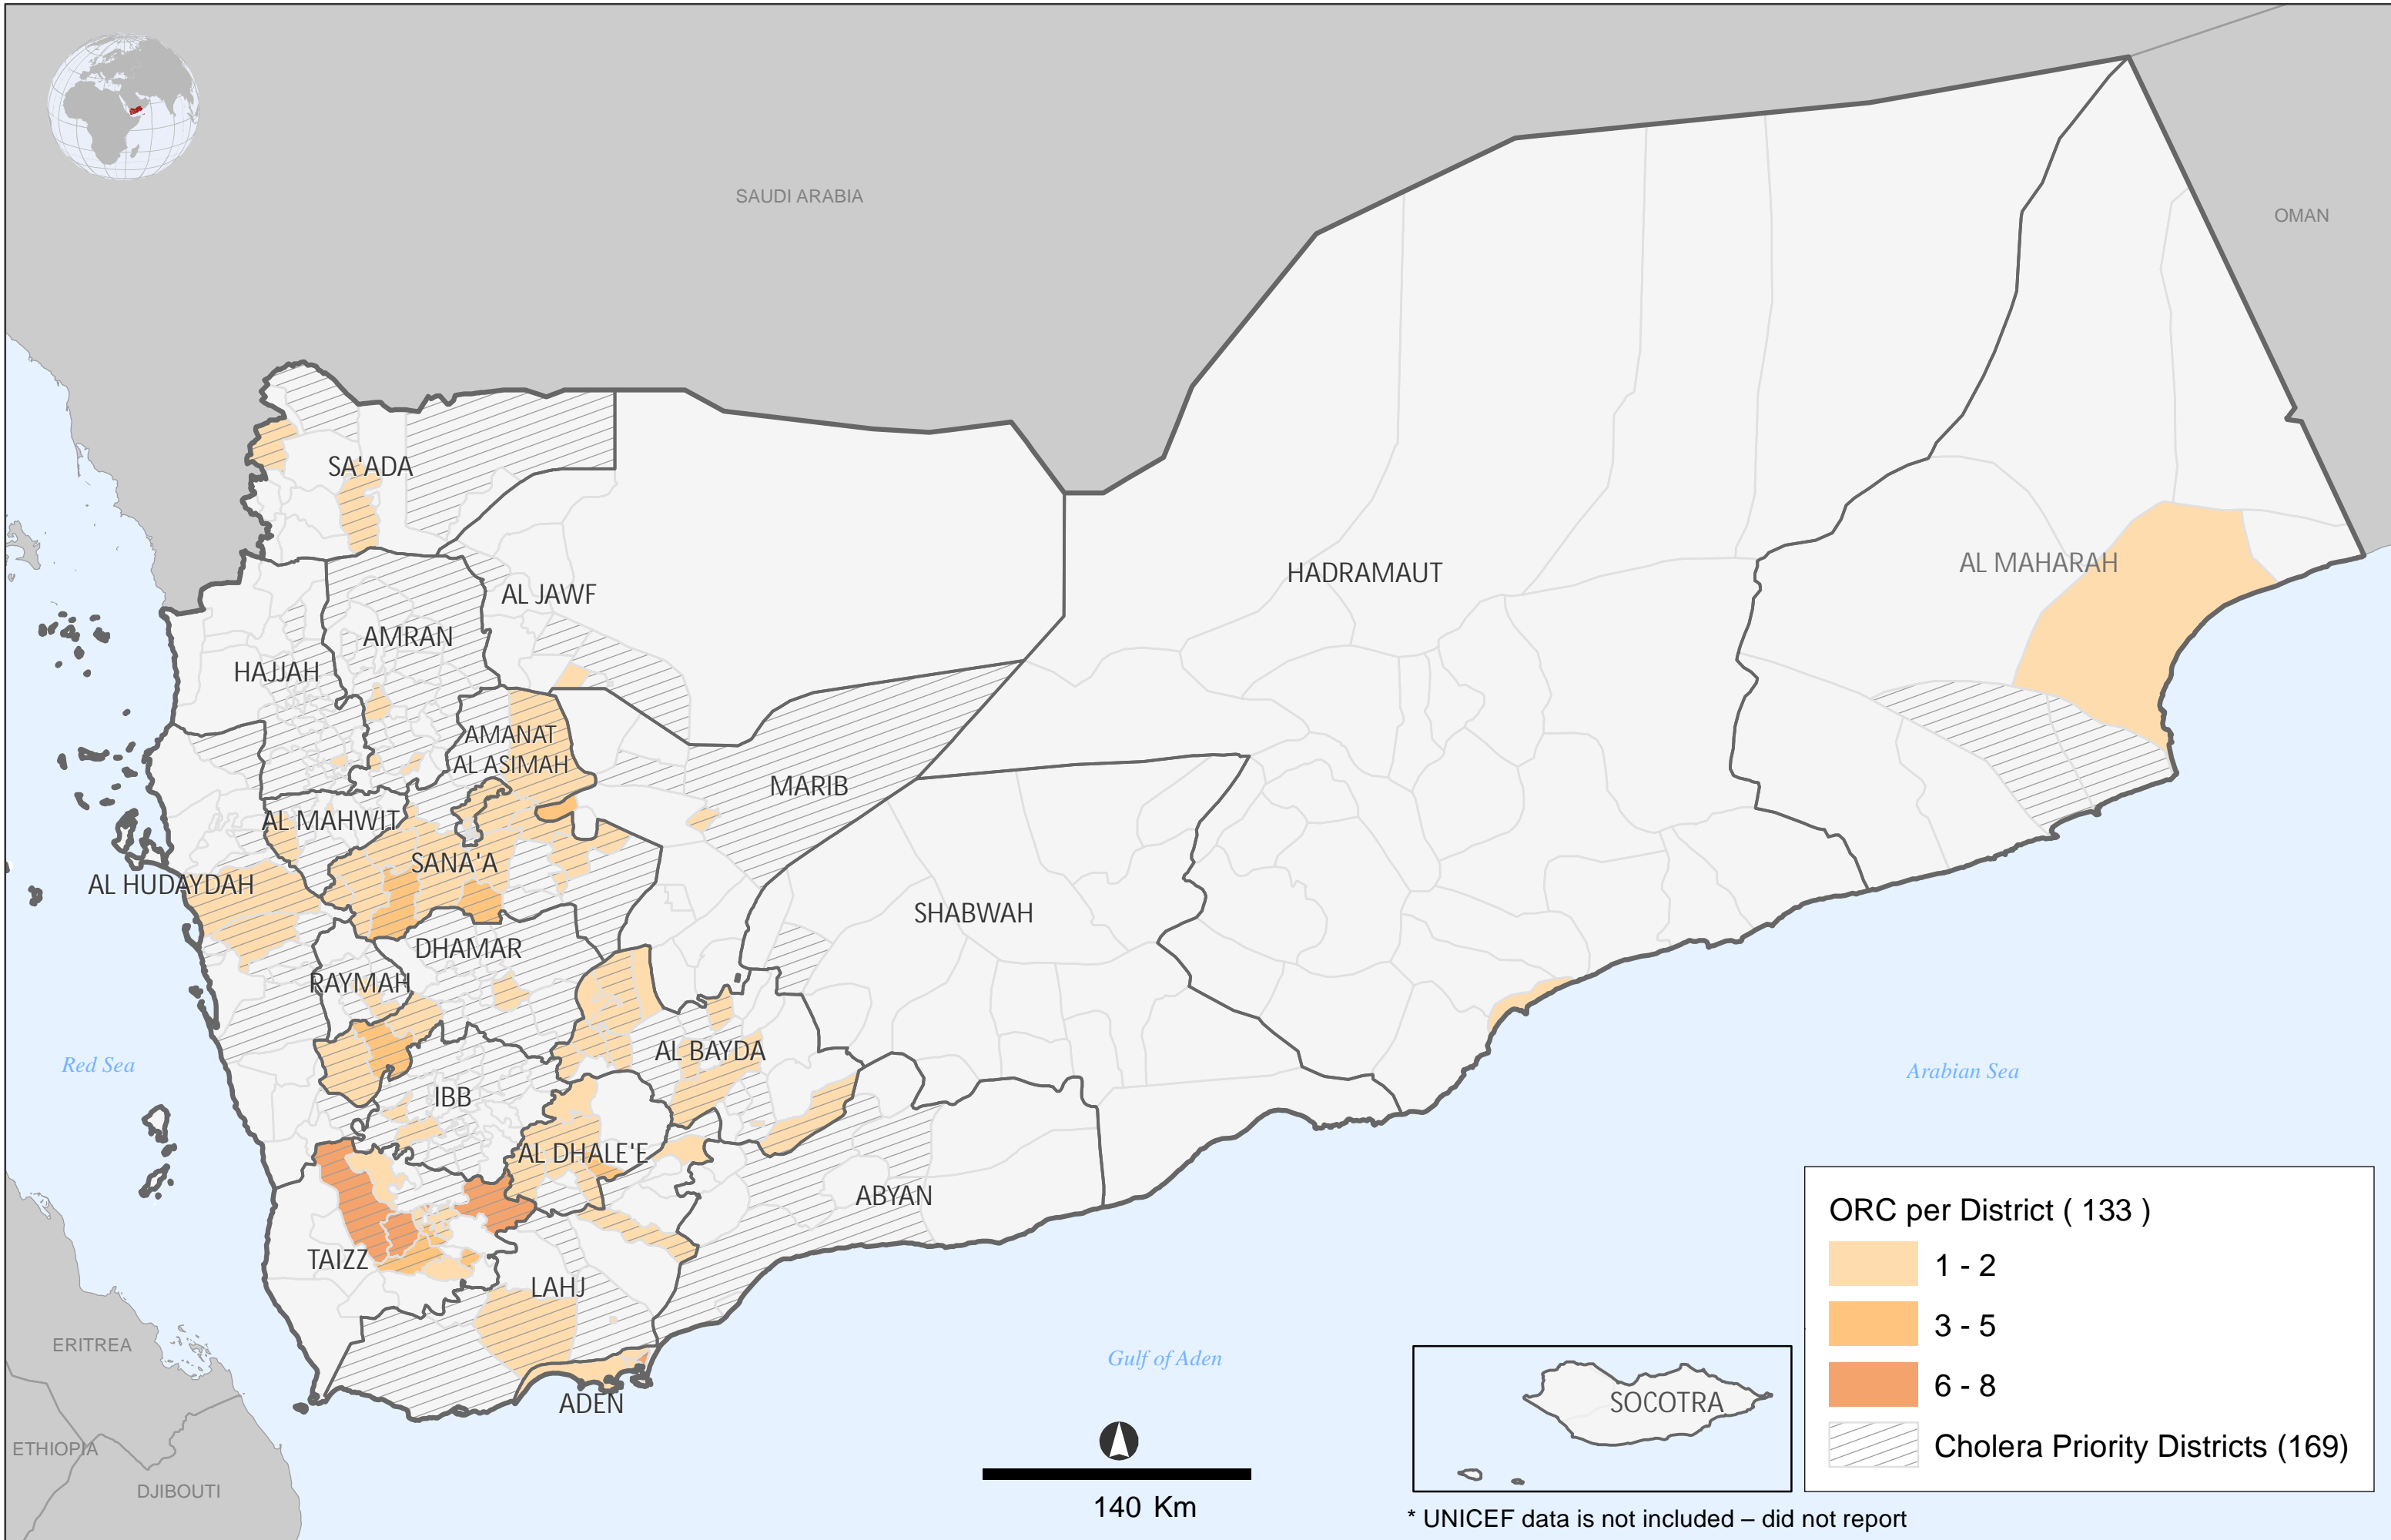 SAUDI ARABIA
OMAN
SA'ADA
HADRAMAUT
AL MAHARAH
AL JAWF
AMRAN
HAJJAH
AMANAT
AL ASIMAH
MARIB
AL MAHWIT
SANA'A
AL HUDAYDAH
SHABWAH
DHAMAR
RAYMAH
AL BAYDA
Red Sea
Arabian Sea
IBB
AL DHALE'E
ABYAN
TAIZZ
LAHJ
ADEN
ERITREA
ETHIOPIA
DJIBOUTI
Gulf of Aden
SOCOTRA
140 Km
ORC per District ( 133 )
1 - 2
3 - 5
6 - 8
Cholera Priority Districts (169)
* UNICEF data is not included – did not report